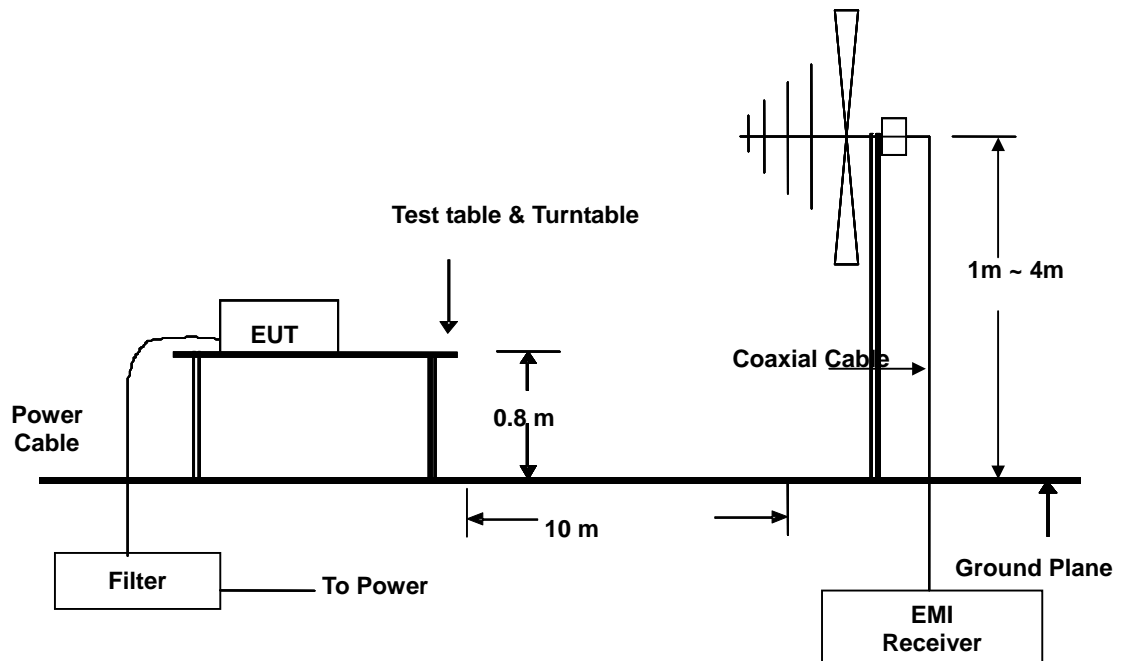 Test table & Turntable
1m ~ 4m
EUT
Coaxial Cable
0.8 m
Power
Cable
10 m
Ground Plane
Filter
To Power
EMI
Receiver